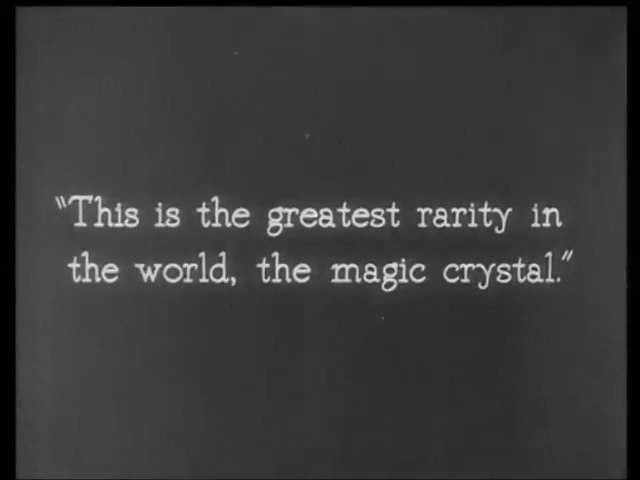 "This is the greatest rarity in
the world, the magic crystal."